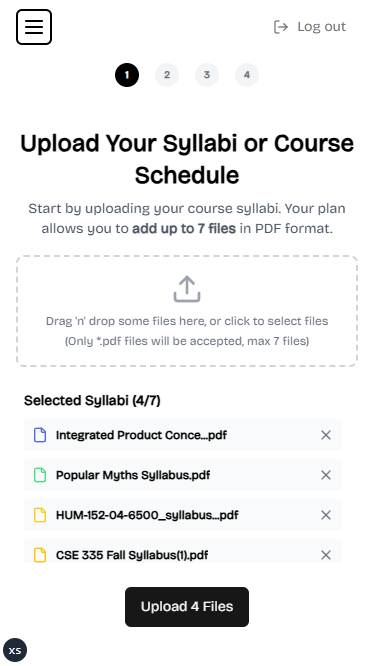 Log out
1 2 3 4
Upload Your Syllabi or Course
Schedule
Start by uploading your course syllabi. Your plan
allows you to add up to 7 files in PDF format.
Drag 'n' drop some files here, or click to select files
(Only *.pdf files will be accepted, max 7 files)
Selected Syllabi (4/7)
Integrated Product Conce...pdf
Popular Myths Syllabus.pdf
HUM-152-04-6500_syllabus...pdf
CSE 335 Fall Syllabus(1).pdf
Upload 4 Files
xs